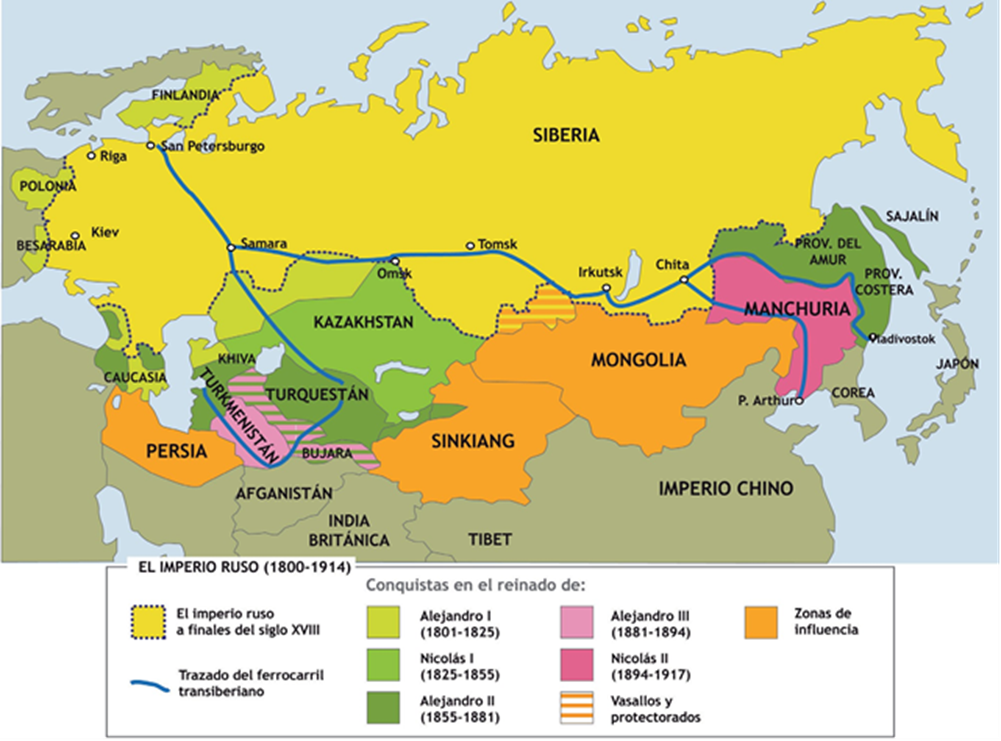 FINLANDIA
SIBERIA
San Petersburgo
Riga
POLONIA
SAJALÍN
Kiev
BESARABIA
Samara
Tomsk
PROV. DEL
AMUR
Omsk
Irkutsk
Chita
PROV.
COSTERA
MANCHURIA
KAZAKHSTAN
Vladivostok
KHIVA
MONGOLIA
JAPÓN
CAUCASIA
TURKMENISTÁN
TURQUESTÁN
COREA
P. Arthur
PERSIA
BUJARA
SINKIANG
AFGANISTÁN
IMPERIO CHINO
INDIA
BRITÁNICA
TIBET
EL IMPERIO RUSO (1800-1914)
Conquistas en el reinado de:
El imperio ruso
a finales del siglo XVIII
Trazado del ferrocarril
transiberiano
Alejandro I
(1801-1825)
Nicolás I
(1825-1855)
Alejandro II
(1855-1881)
Alejandro III
(1881-1894)
Nicolás II
(1894-1917)
Vasallos y
protectorados
Zonas de
influencia